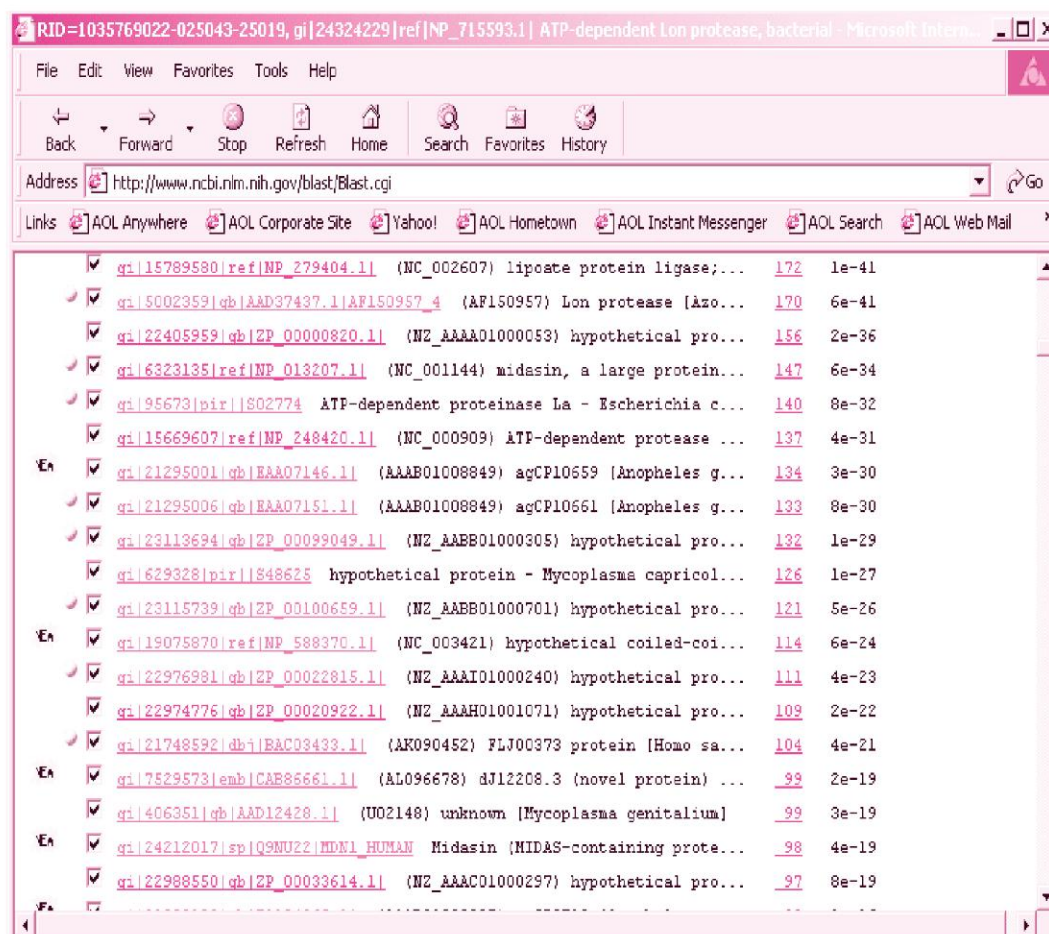 RID=1035769022-025043-25019, gi|24324229|ref|NP_715593.1| ATP-dependent Lon protease, bacterial - Microsoft Intern...
File Edit View Favorites Tools Help
Back Forward Stop Refresh Home Search Favorites History
Address http://www.ncbi.nlm.nih.gov/blast/Blast.cgi Go
Links AOL Anywhere AOL Corporate Site Yahoo! AOL Hometown AOL Instant Messenger AOL Search AOL Web Mail
gi|15789580|ref|NP_279404.1| (NC_002607) lipoate protein ligase;... 172 1e-41
gi|5002359|gb|AAD37437.1|AF150957_4 (AF150957) Lon protease [Azo... 170 6e-41
gi|22405959|gb|ZP_00000820.1| (NZ_AAAA01000053) hypothetical pro... 156 2e-36
gi|6323135|ref|NP_013207.1| (NC_001144) midasin, a large protein... 147 6e-34
gi|95673|pir||S02774 ATP-dependent proteinase La - Escherichia c... 140 8e-32
gi|15669607|ref|NP_248420.1| (NC_000909) ATP-dependent protease ... 137 4e-31
gi|21295001|gb|EAA07146.1| (AAAB01008849) agCP10659 [Anopheles g... 134 3e-30
gi|21295006|gb|EAA07151.1| (AAAB01008849) agCP10661 [Anopheles g... 133 8e-30
gi|23113694|gb|ZP_00099049.1| (NZ_AABB01000305) hypothetical pro... 132 1e-29
gi|629328|pir||S48625 hypothetical protein - Mycoplasma capricol... 126 1e-27
gi|23115739|gb|ZP_00100659.1| (NZ_AABB01000701) hypothetical pro... 121 5e-26
gi|19075870|ref|NP_588370.1| (NC_003421) hypothetical coiled-coi... 114 6e-24
gi|22976981|gb|ZP_00022815.1| (NZ_AAAI01000240) hypothetical pro... 111 4e-23
gi|22974776|gb|ZP_00020922.1| (NZ_AAAH01001071) hypothetical pro... 109 2e-22
gi|21748592|dbj|BAC03433.1| (AK090452) FLJ00373 protein [Homo sa... 104 4e-21
gi|7529573|emb|CAB86661.1| (AL096678) dJ12208.3 (novel protein) ... 99 2e-19
gi|406351|gb|AAD12428.1| (U02148) unknown [Mycoplasma genitalium] 99 3e-19
gi|24212017|sp|Q9NU22|MDN1_HUMAN Midasin (MIDAS-containing prote... 98 4e-19
gi|22988550|gb|ZP_00033614.1| (NZ_AAAC01000297) hypothetical pro... 97 8e-19